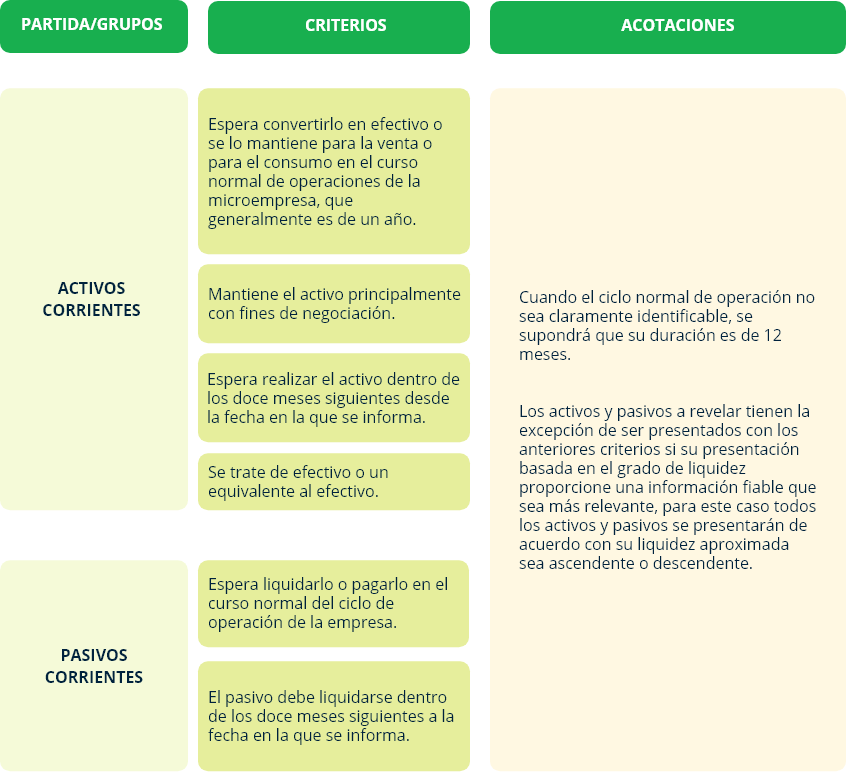 PARTIDA/GRUPOS
CRITERIOS
ACOTACIONES
ACTIVOS
CORRIENTES
Espera convertirlo en efectivo o
se lo mantiene para la venta o
para el consumo en el curso
normal de operaciones de la
microempresa, que
generalmente es de un año.
Mantiene el activo principalmente
con fines de negociación.
Espera realizar el activo dentro de
los doce meses siguientes desde
la fecha en la que se informa.
Se trate de efectivo o un
equivalente al efectivo.
Cuando el ciclo normal de operación no
sea claramente identificable, se
supondrá que su duración es de 12
meses.
Los activos y pasivos a revelar tienen la
excepción de ser presentados con los
anteriores criterios si su presentación
basada en el grado de liquidez
proporcione una información fiable que
sea más relevante, para este caso todos
los activos y pasivos se presentarán de
acuerdo con su liquidez aproximada
sea ascendente o descendente.
PASIVOS
CORRIENTES
Espera liquidarlo o pagarlo en el
curso normal del ciclo de
operación de la empresa.
El pasivo debe liquidarse dentro
de los doce meses siguientes a la
fecha en la que se informa.